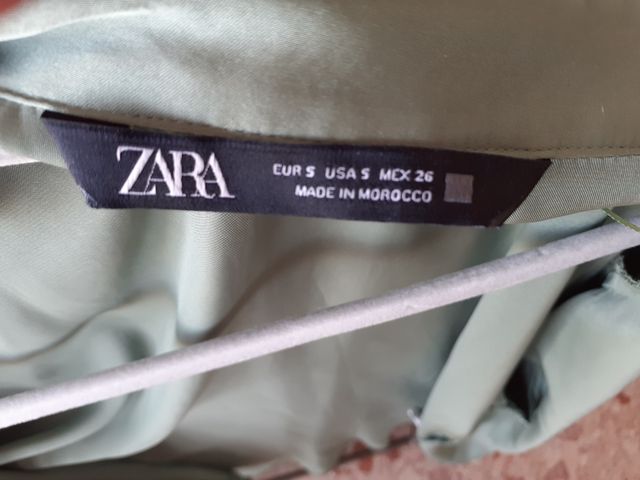 ZARA
EUR S USA S MEX 26
MADE IN MOROCCO